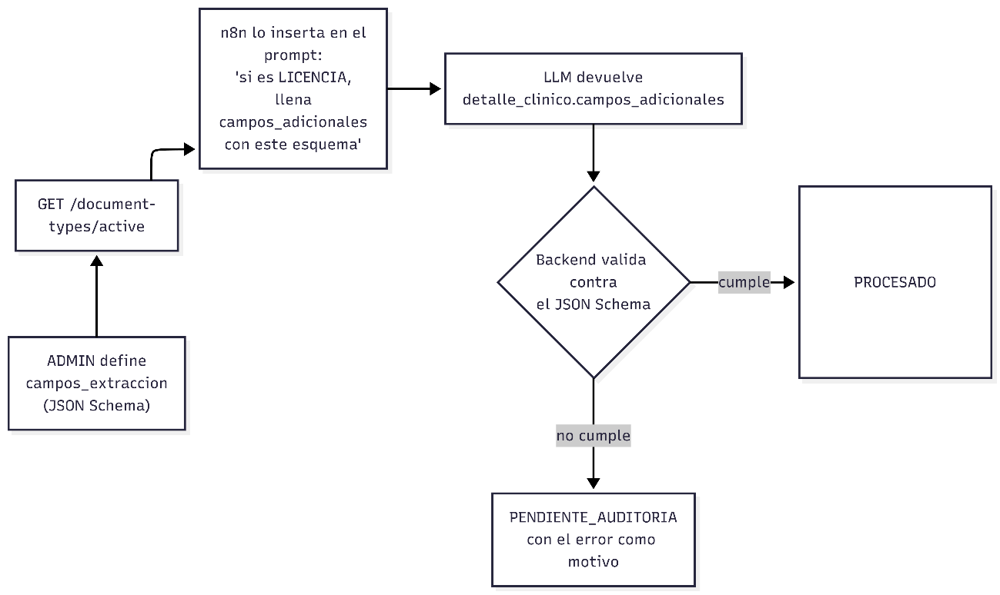 n8n lo inserta en el
prompt:
'si es LICENCIA,
llena
campos_adicionales
con este esquema'
LLM devuelve
detalle_clinico.campos_adicionales
GET /document-
types/active
Backend valida
contra
el JSON Schema
cumple
PROCESADO
ADMIN define
campos_extraccion
(JSON Schema)
no cumple
PENDIENTE_AUDITORIA
con el error como
motivo